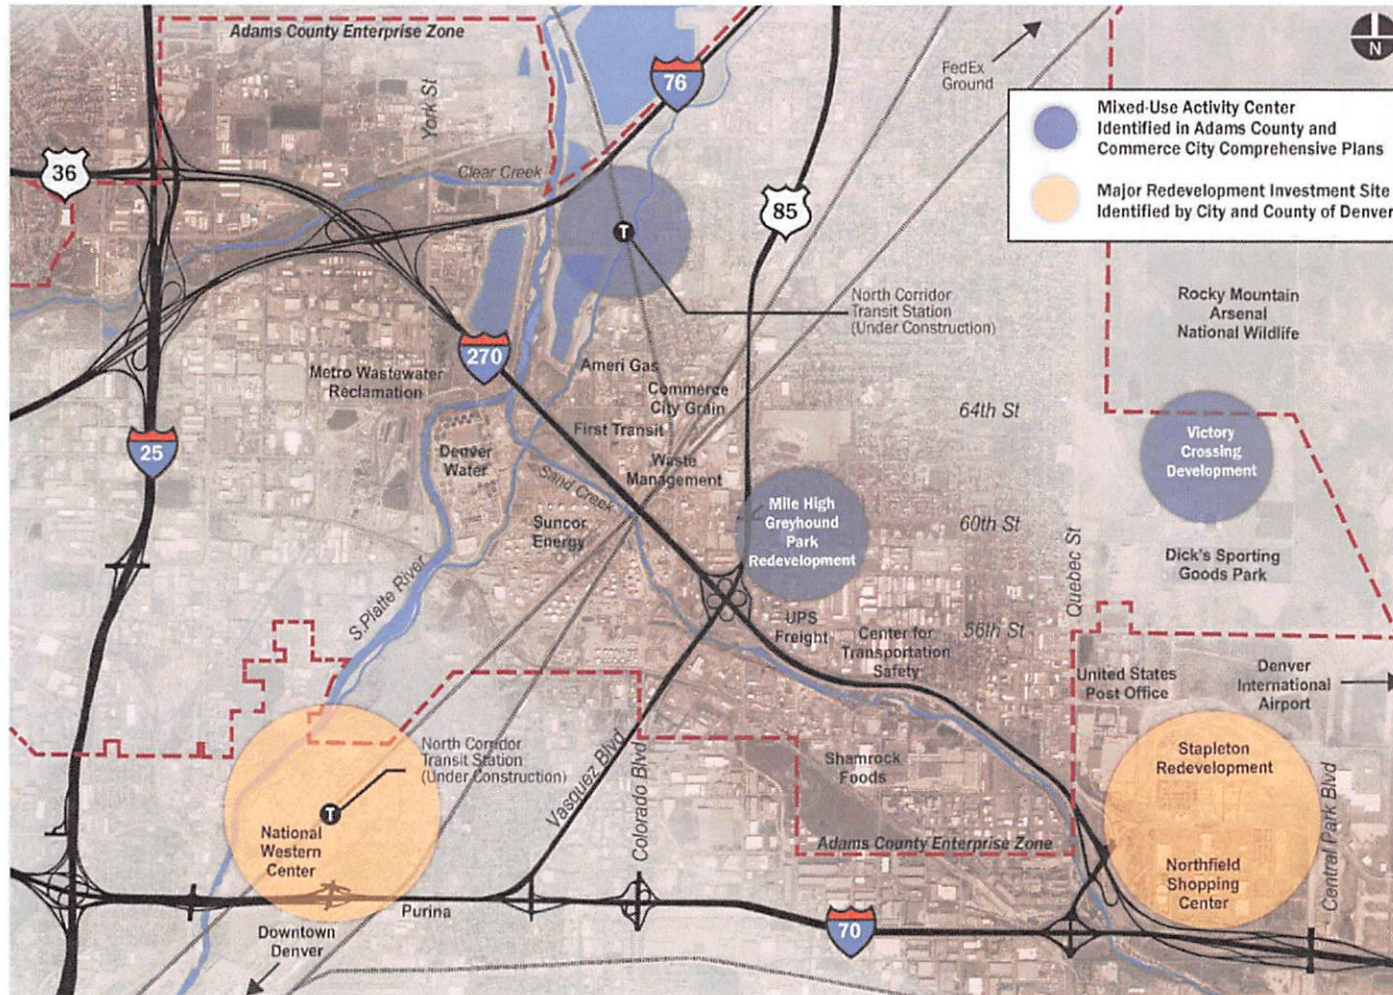 Adams County Enterprise Zone
York St
76
FedEx
Ground
N
Mixed-Use Activity Center
Identified in Adams County and
Commerce City Comprehensive Plans
Major Redevelopment Investment Site
Identified by City and County of Denver
36
Clear Creek
85
T
North Corridor
Transit Station
(Under Construction)
Rocky Mountain
Arsenal
National Wildlife
270
Metro Wastewater
Reclamation
Ameri Gas
Commerce
City Grain
64th St
25
First Transit
Denver
Water
Waste
Management
Sand Creek
Victory
Crossing
Development
Suncor
Energy
Mile High
Greyhound
Park
Redevelopment
60th St
Quebec St
Dick's Sporting
Goods Park
S.Platte River
UPS
Freight
56th St
Center for
Transportation
Safety
United States
Post Office
Denver
International
Airport
North Corridor
Transit Station
(Under Construction)
T
National
Western
Center
Vasquez Blvd
Colorado Blvd
Shamrock
Foods
Stapleton
Redevelopment
Adams County Enterprise Zone
Northfield
Shopping
Center
Central Park Blvd
Purina
70
Downtown
Denver